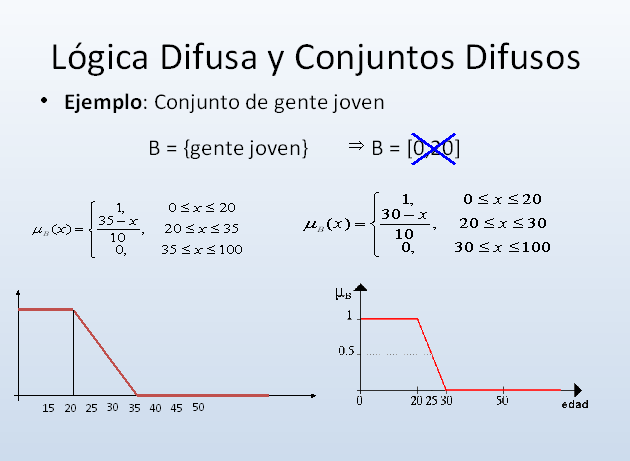 Lógica Difusa y Conjuntos Difusos
• Ejemplo: Conjunto de gente joven
B = {gente joven} ⇒ B = [0,20]
1, 0 ≤ x ≤ 20
μB(x) = { 35 − x / 10, 20 ≤ x ≤ 35
0, 35 ≤ x ≤ 100
1, 0 ≤ x ≤ 20
μB(x) = { 30 − x / 10, 20 ≤ x ≤ 30
0, 30 ≤ x ≤ 100
15 20 25 30 35 40 45 50
μB
1
0.5
0 20 25 30 50 edad